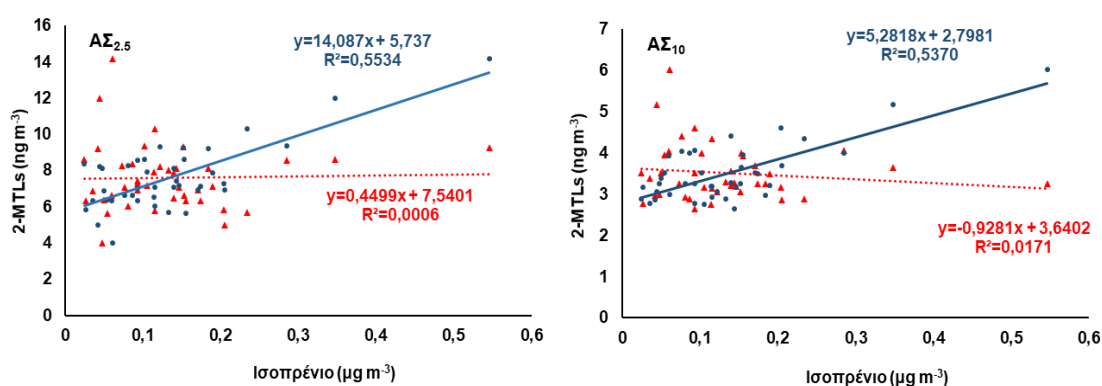 ΑΣ2.5
y=14,087x + 5,737
R²=0,5534
2-MTLs (ng m-3)
16
14
12
10
8
6
4
2
0
y=0,4499x + 7,5401
R²=0,0006
0 0,1 0,2 0,3 0,4 0,5 0,6
Ισοπρένιο (μg m-3)
ΑΣ10
y=5,2818x + 2,7981
R²=0,5370
2-MTLs (ng m-3)
7
6
5
4
3
2
1
0
y=-0,9281x + 3,6402
R²=0,0171
0 0,1 0,2 0,3 0,4 0,5 0,6
Ισοπρένιο (μg m-3)